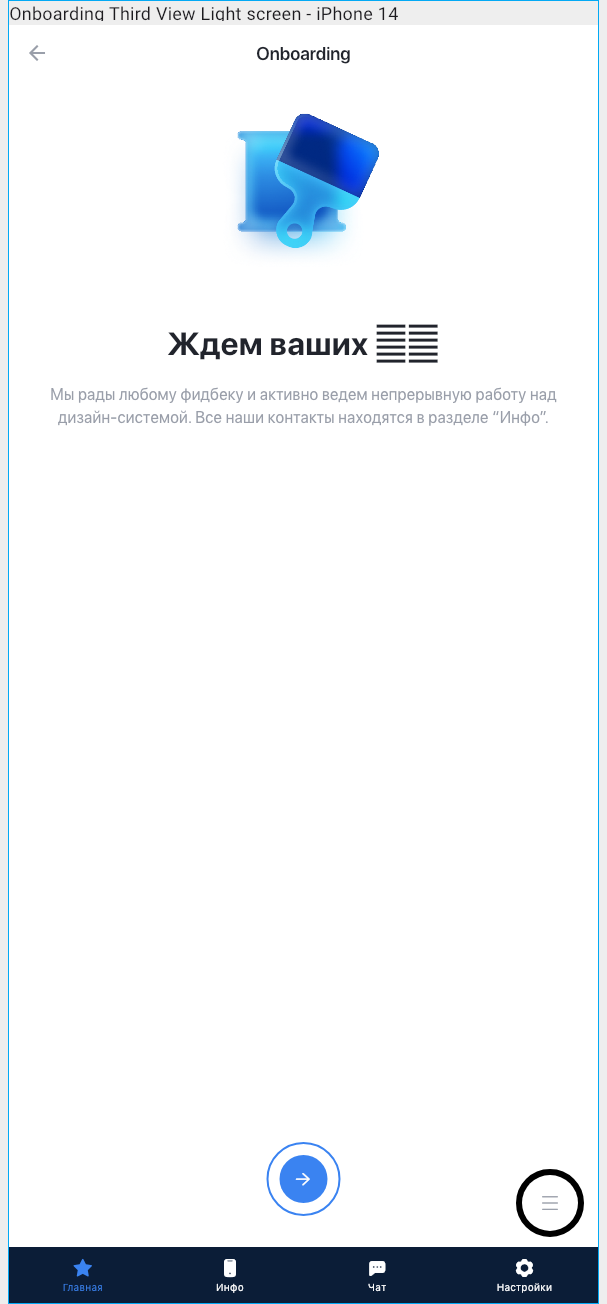 Onboarding Third View Light screen - iPhone 14
Onboarding
Ждем ваших
Мы рады любому фидбеку и активно ведем непрерывную работу над
дизайн-системой. Все наши контакты находятся в разделе “Инфо”.
Главная
Инфо
Чат
Настройки